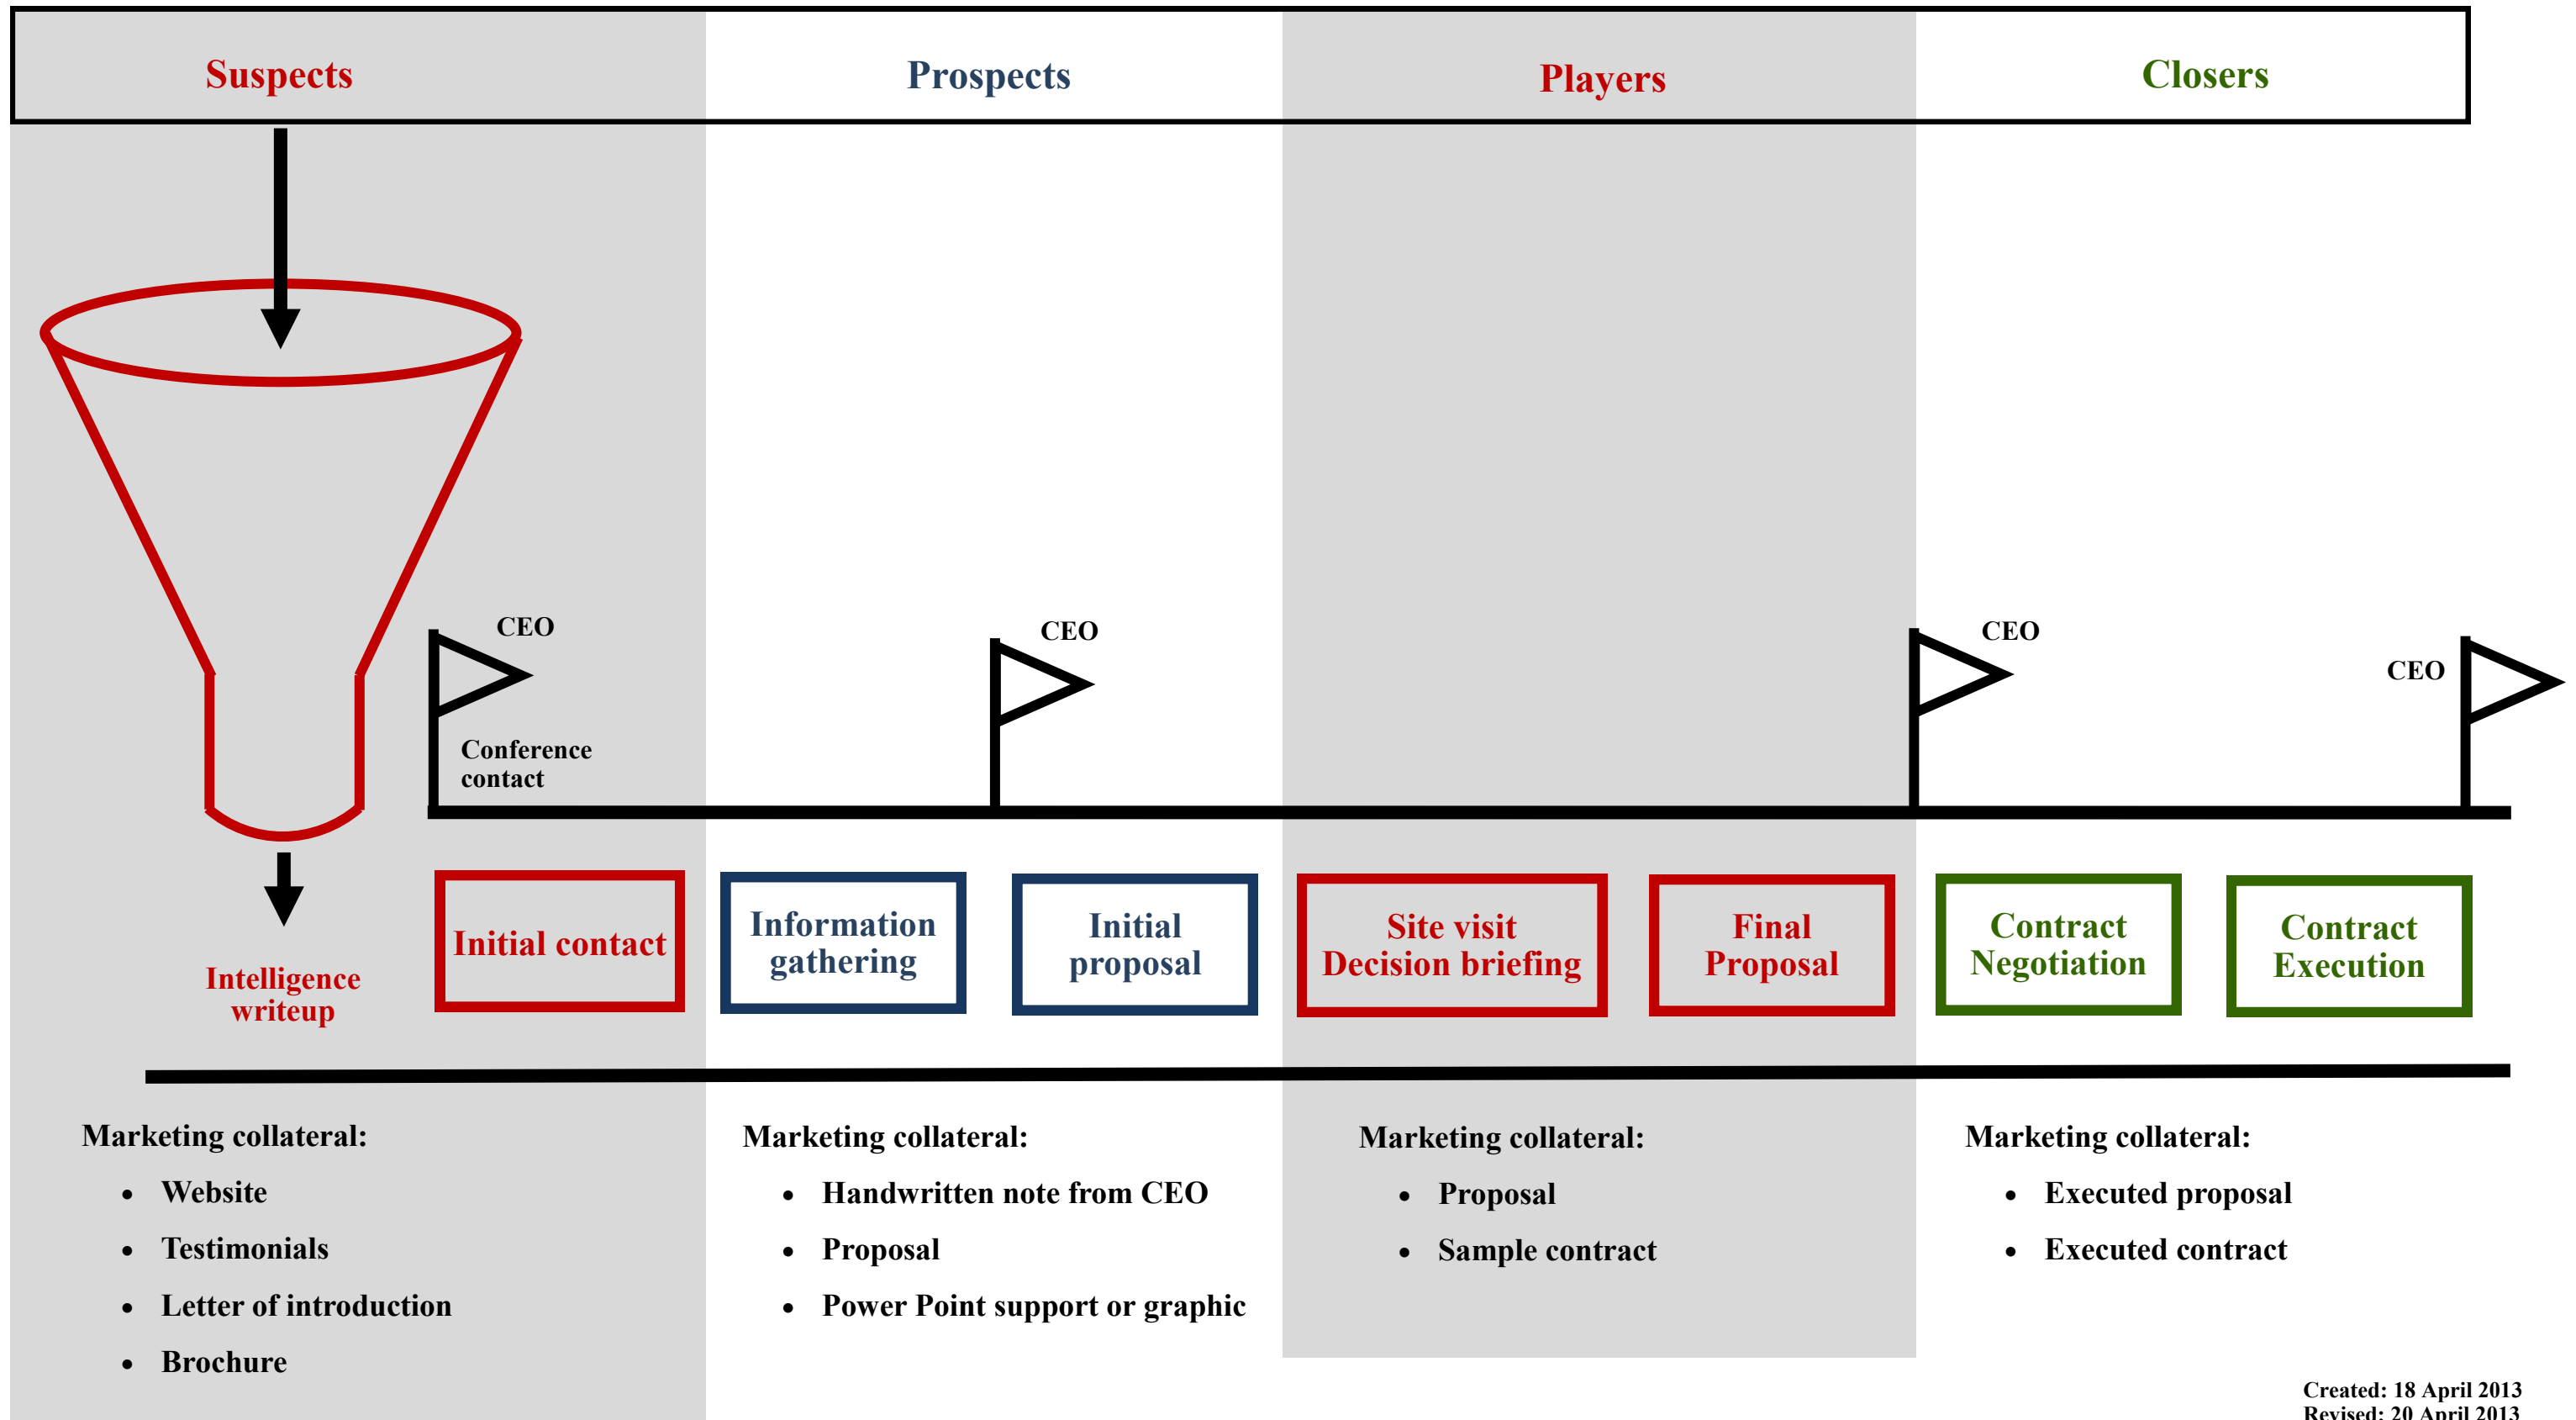 Suspects
Prospects
Players
Closers
CEO
CEO
CEO
CEO
Conference
contact
Initial contact
Information
gathering
Initial
proposal
Site visit
Decision briefing
Final
Proposal
Contract
Negotiation
Contract
Execution
Intelligence
writeup
Marketing collateral:
• Website
• Testimonials
• Letter of introduction
• Brochure
Marketing collateral:
• Handwritten note from CEO
• Proposal
• Power Point support or graphic
Marketing collateral:
• Proposal
• Sample contract
Marketing collateral:
• Executed proposal
• Executed contract
Created: 18 April 2013
Revised: 20 April 2013